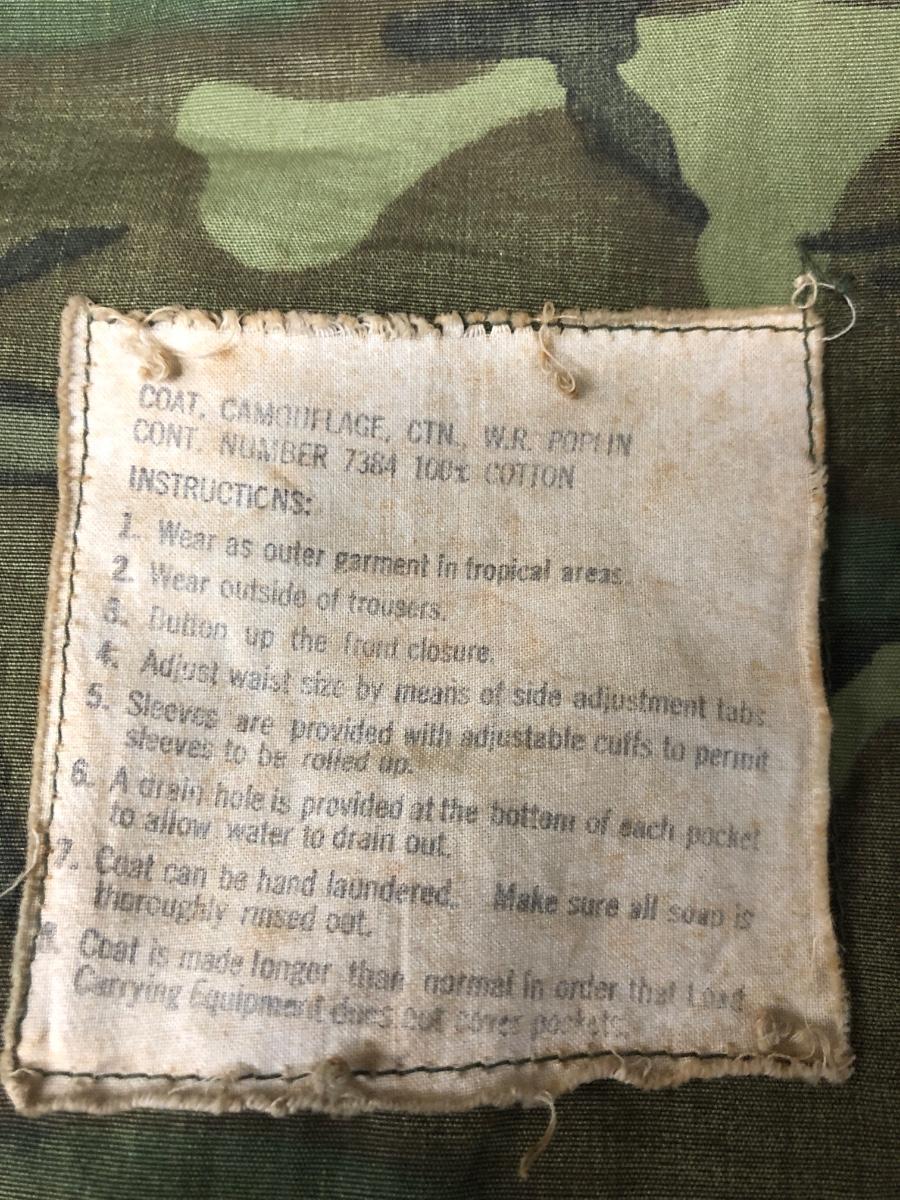 COAT, CAMOUFLAGE, CTN., W.R. POPLIN
CONT. NUMBER 7384 100% COTTON
INSTRUCTIONS:
1. Wear as outer garment in tropical areas.
2. Wear outside of trousers.
3. Button up the front closure.
4. Adjust waist size by means of side adjustment tabs
5. Sleeves are provided with adjustable cuffs to permit
sleeves to be rolled up.
6. A drain hole is provided at the bottom of each pocket
to allow water to drain out.
7. Coat can be hand laundered. Make sure all soap is
thoroughly rinsed out.
8. Coat is made longer than normal in order that Load
Carrying Equipment does not cover pockets.